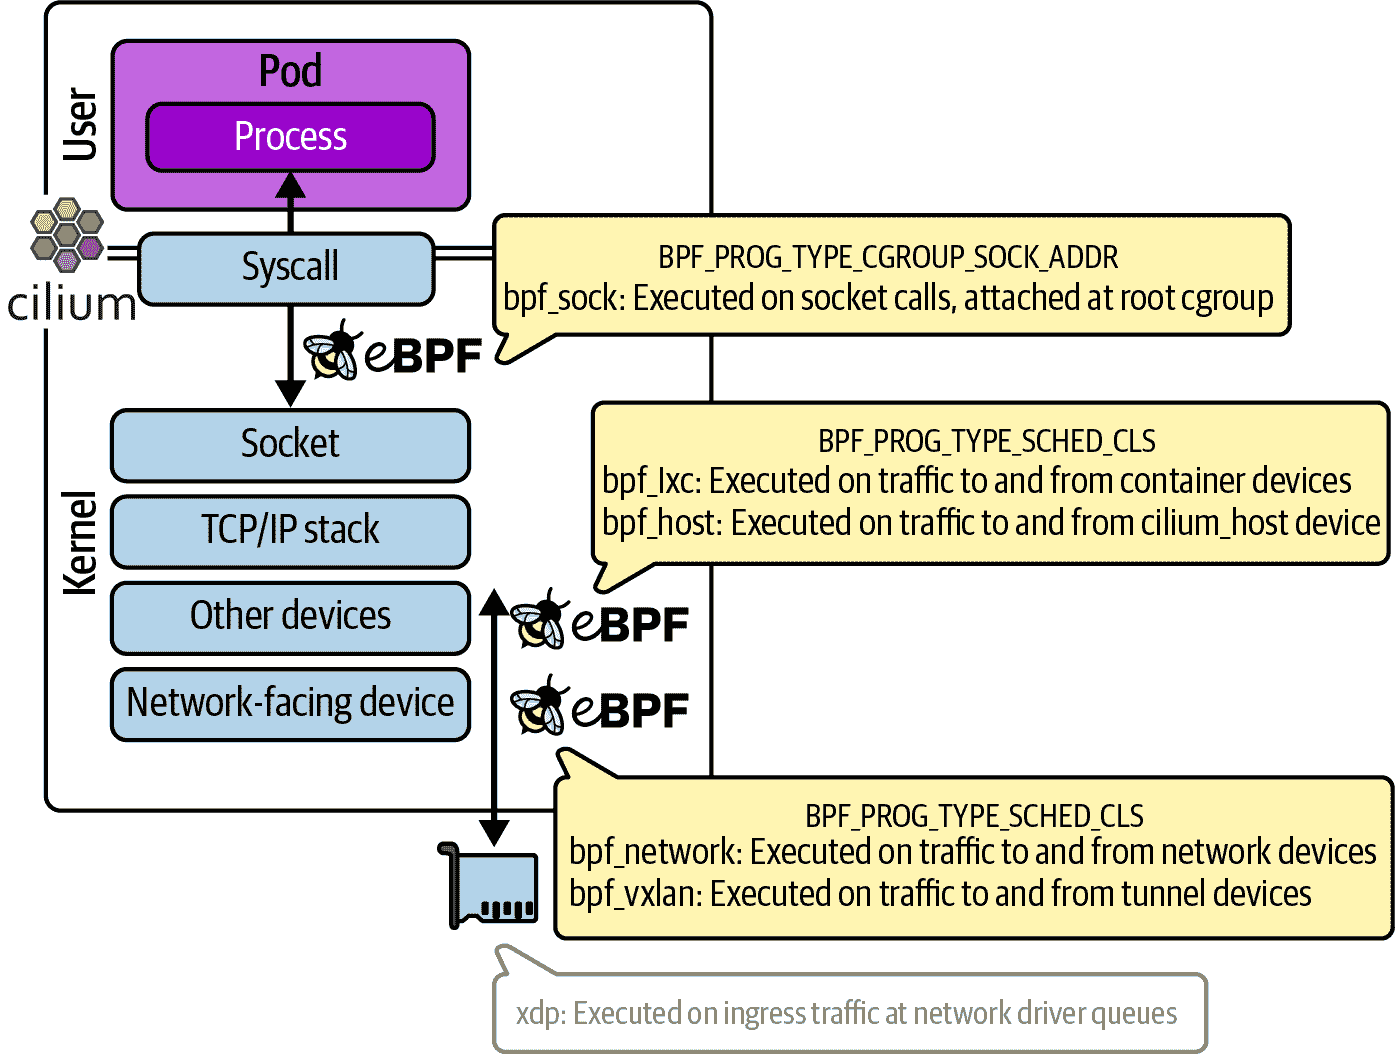 User
Pod
Process
cilium
Syscall
BPF_PROG_TYPE_CGROUP_SOCK_ADDR
bpf_sock: Executed on socket calls, attached at root cgroup
eBPF
Kernel
Socket
TCP/IP stack
Other devices
Network-facing device
BPF_PROG_TYPE_SCHED_CLS
bpf_lxc: Executed on traffic to and from container devices
bpf_host: Executed on traffic to and from cilium_host device
eBPF
eBPF
BPF_PROG_TYPE_SCHED_CLS
bpf_network: Executed on traffic to and from network devices
bpf_vxlan: Executed on traffic to and from tunnel devices
xdp: Executed on ingress traffic at network driver queues